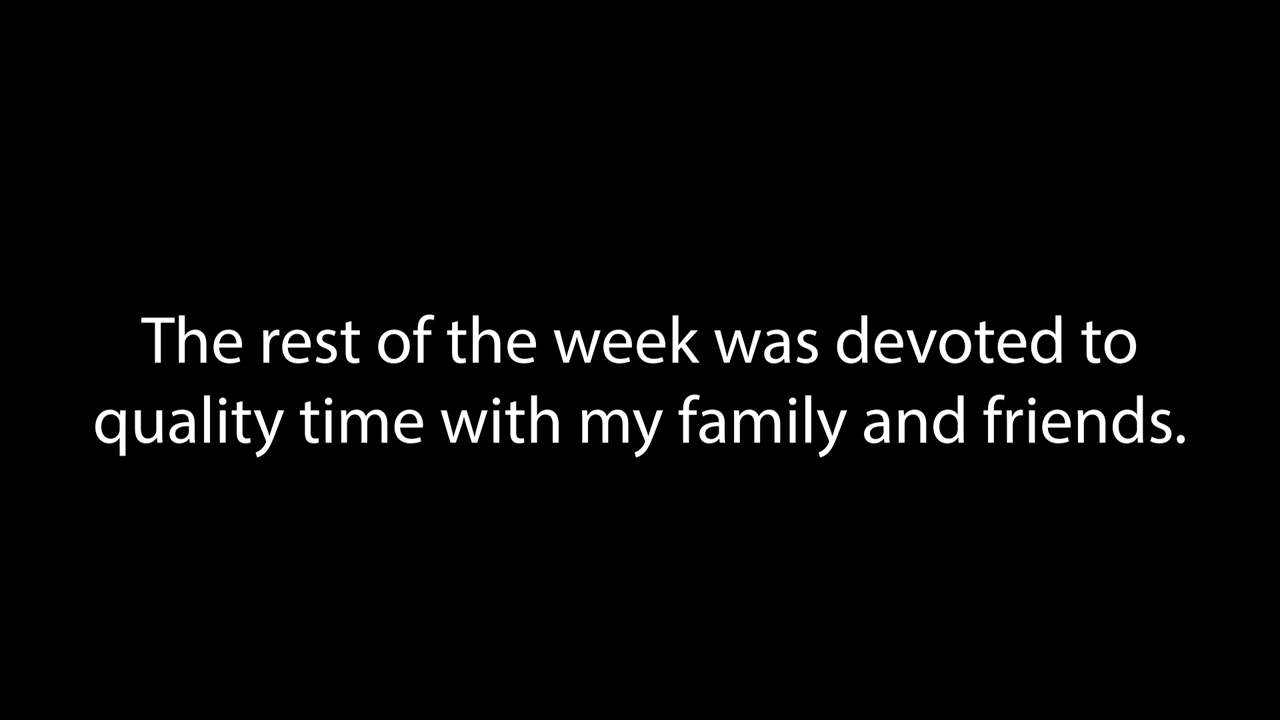 The rest of the week was devoted to
quality time with my family and friends.